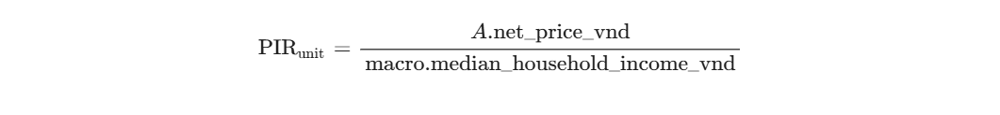 PIR_unit = A.net_price_vnd / macro.median_household_income_vnd